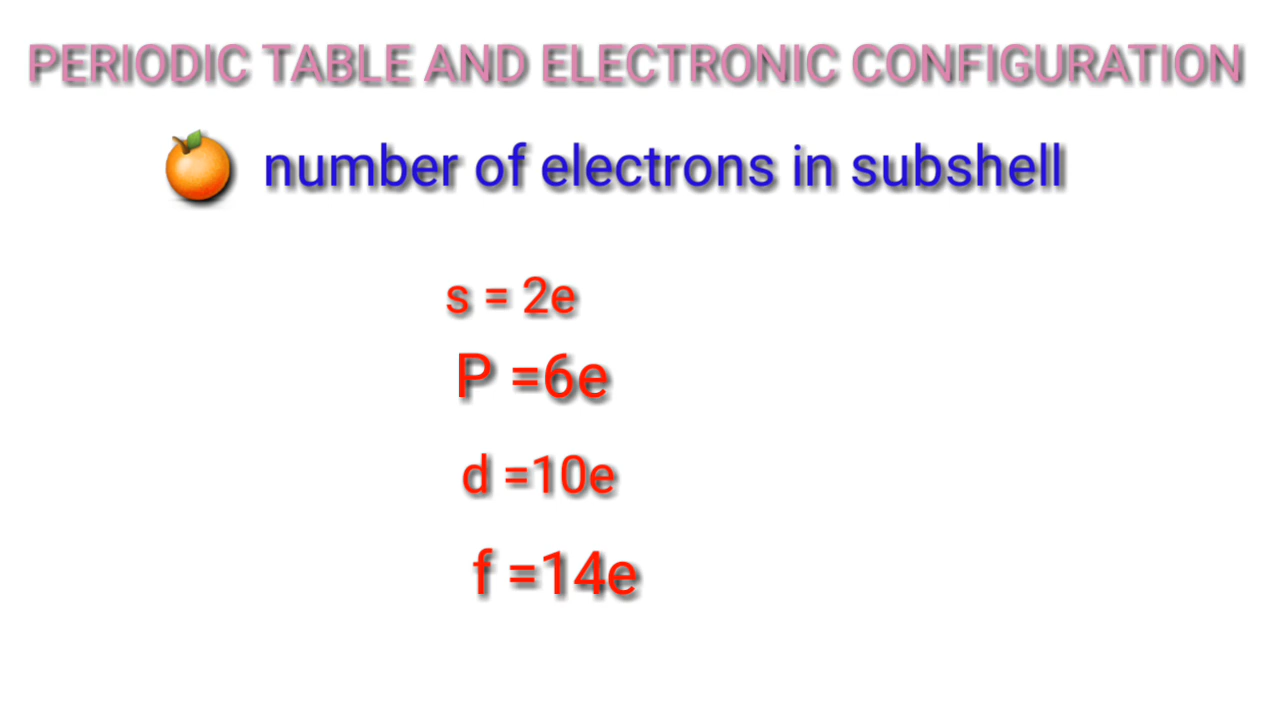 PERIODIC TABLE AND ELECTRONIC CONFIGURATION
number of electrons in subshell
s = 2e
P =6e
d =10e
f =14e